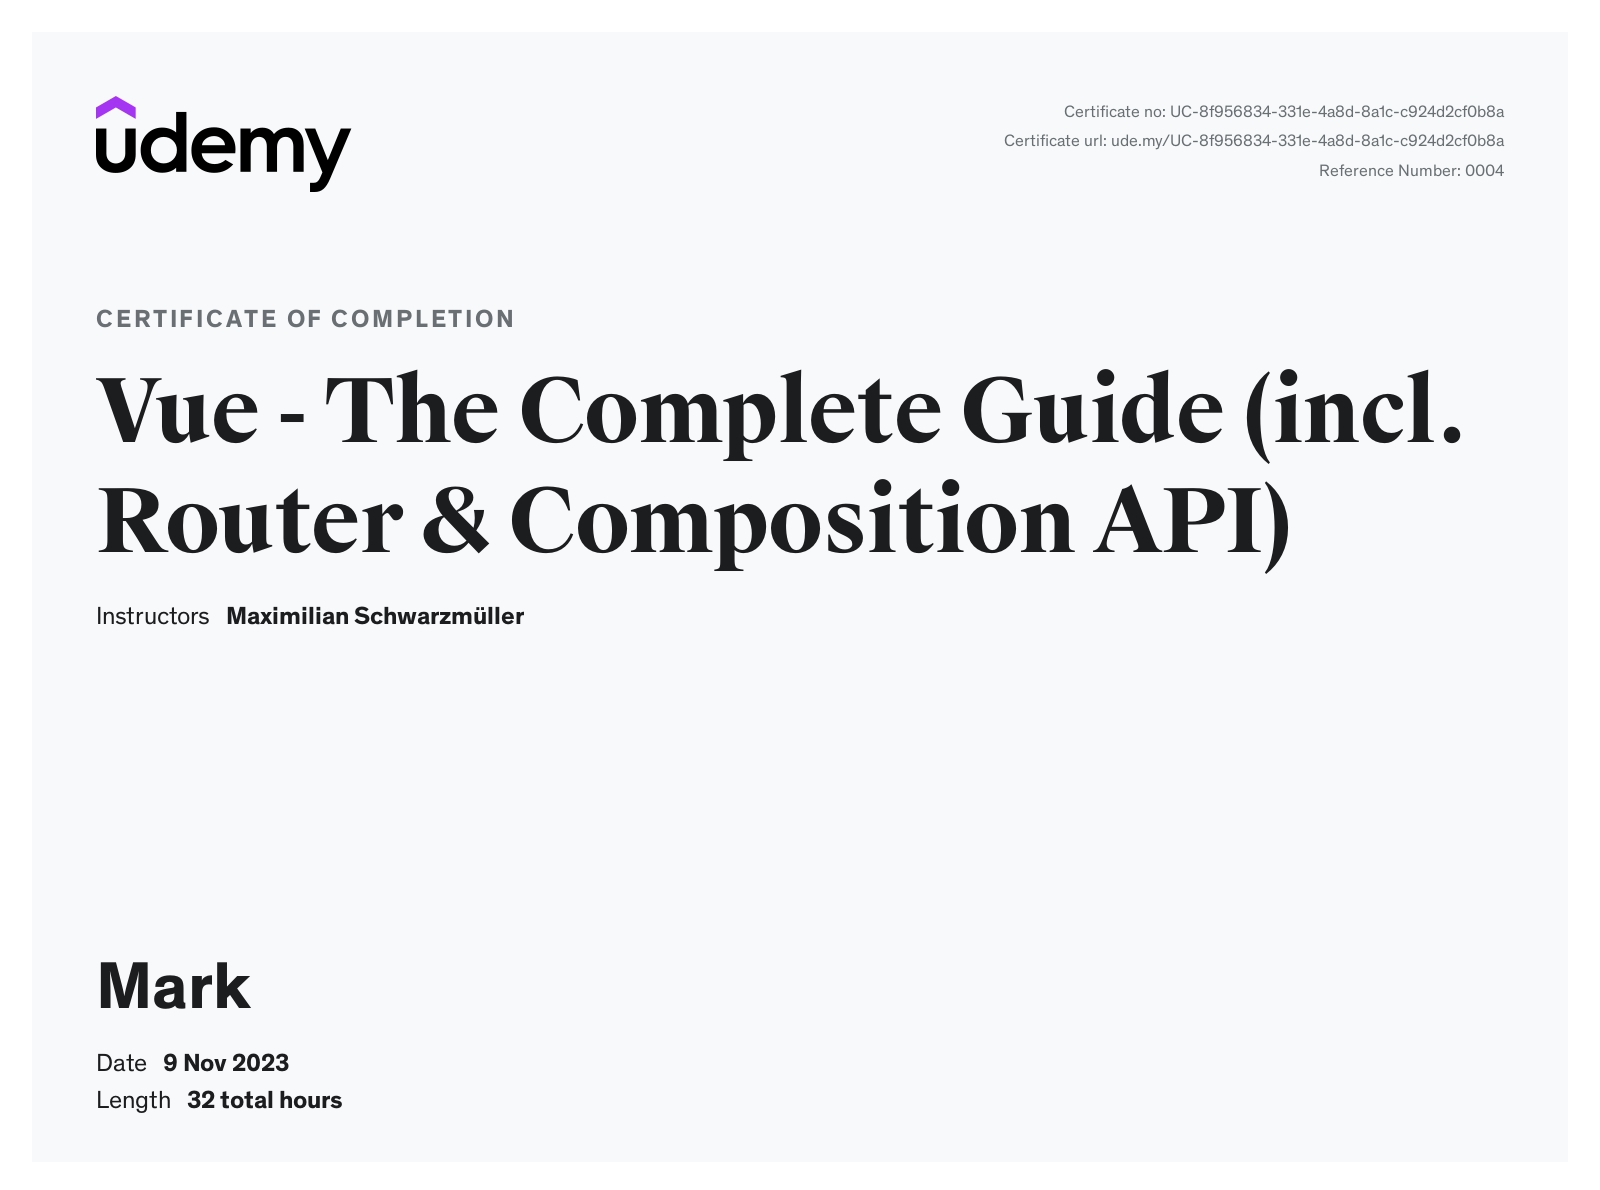 udemy
Certificate no: UC-8f956834-331e-4a8d-8a1c-c924d2cf0b8a
Certificate url: ude.my/UC-8f956834-331e-4a8d-8a1c-c924d2cf0b8a
Reference Number: 0004
CERTIFICATE OF COMPLETION
Vue - The Complete Guide (incl.
Router & Composition API)
Instructors Maximilian Schwarzmüller
Mark
Date 9 Nov 2023
Length 32 total hours